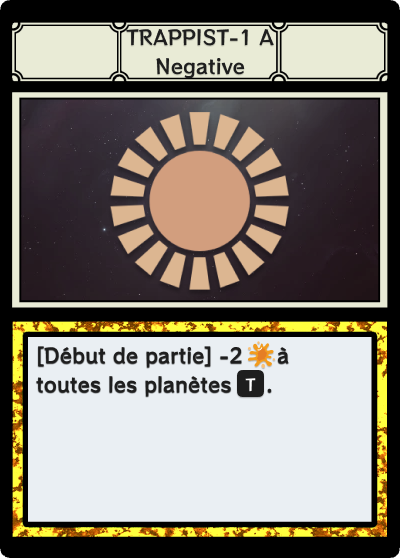 TRAPPIST-1 A
Negative
[Début de partie] -2 à
toutes les planètes T.